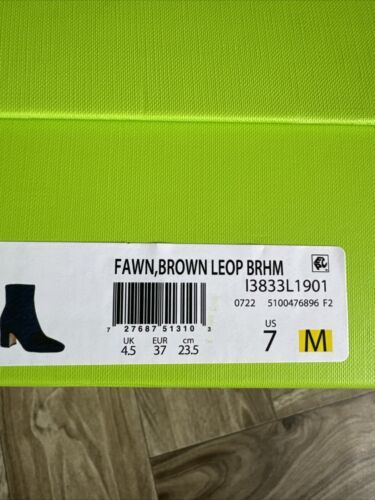 FAWN,BROWN LEOP BRHM
I3833L1901
0722 5100476896 F2
7 27687 51310 3
UK EUR cm
4.5 37 23.5
US
7 M